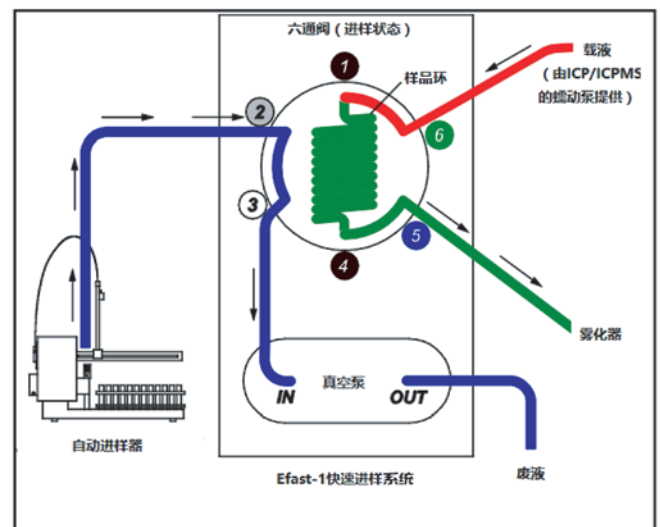 六通阀（进样状态）
1
样品环
载液
（由ICP/ICPMS
的蠕动泵提供）
2
6
3
5
4
雾化器
真空泵
IN
OUT
自动进样器
废液
Efast-1快速进样系统